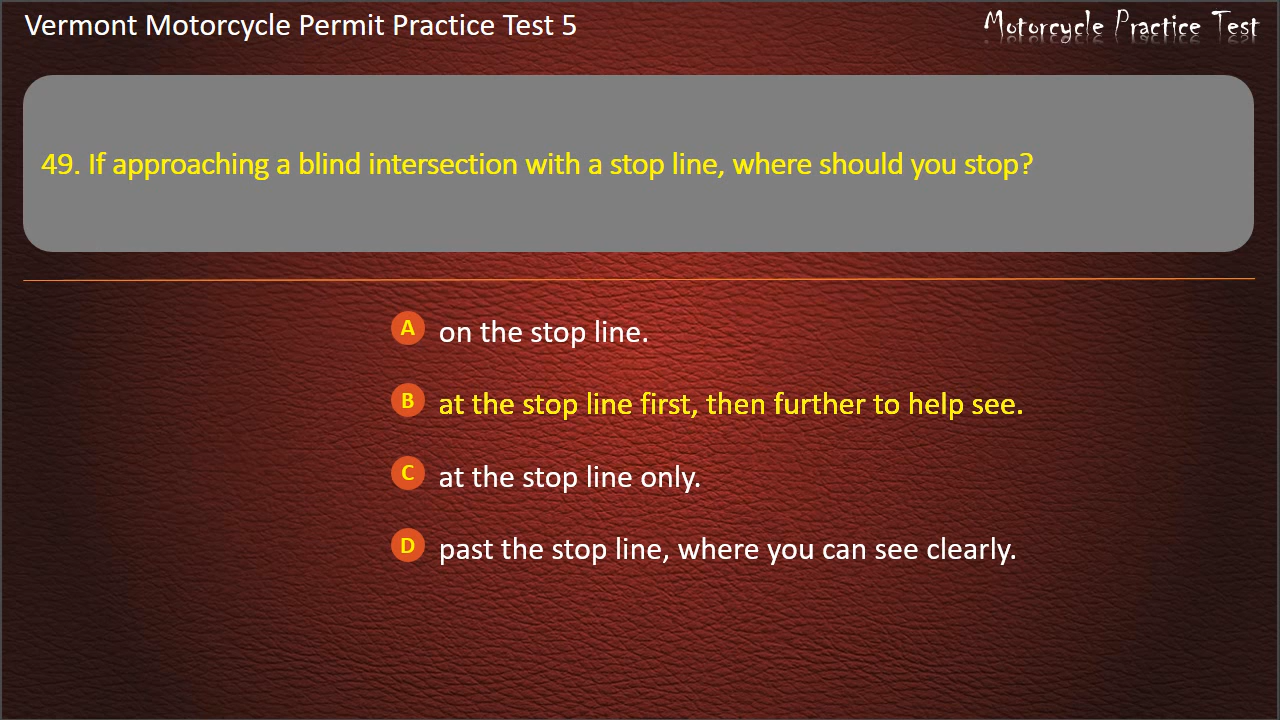 Vermont Motorcycle Permit Practice Test 5
Motorcycle Practice Test
49. If approaching a blind intersection with a stop line, where should you stop?
A on the stop line.
B at the stop line first, then further to help see.
C at the stop line only.
D past the stop line, where you can see clearly.